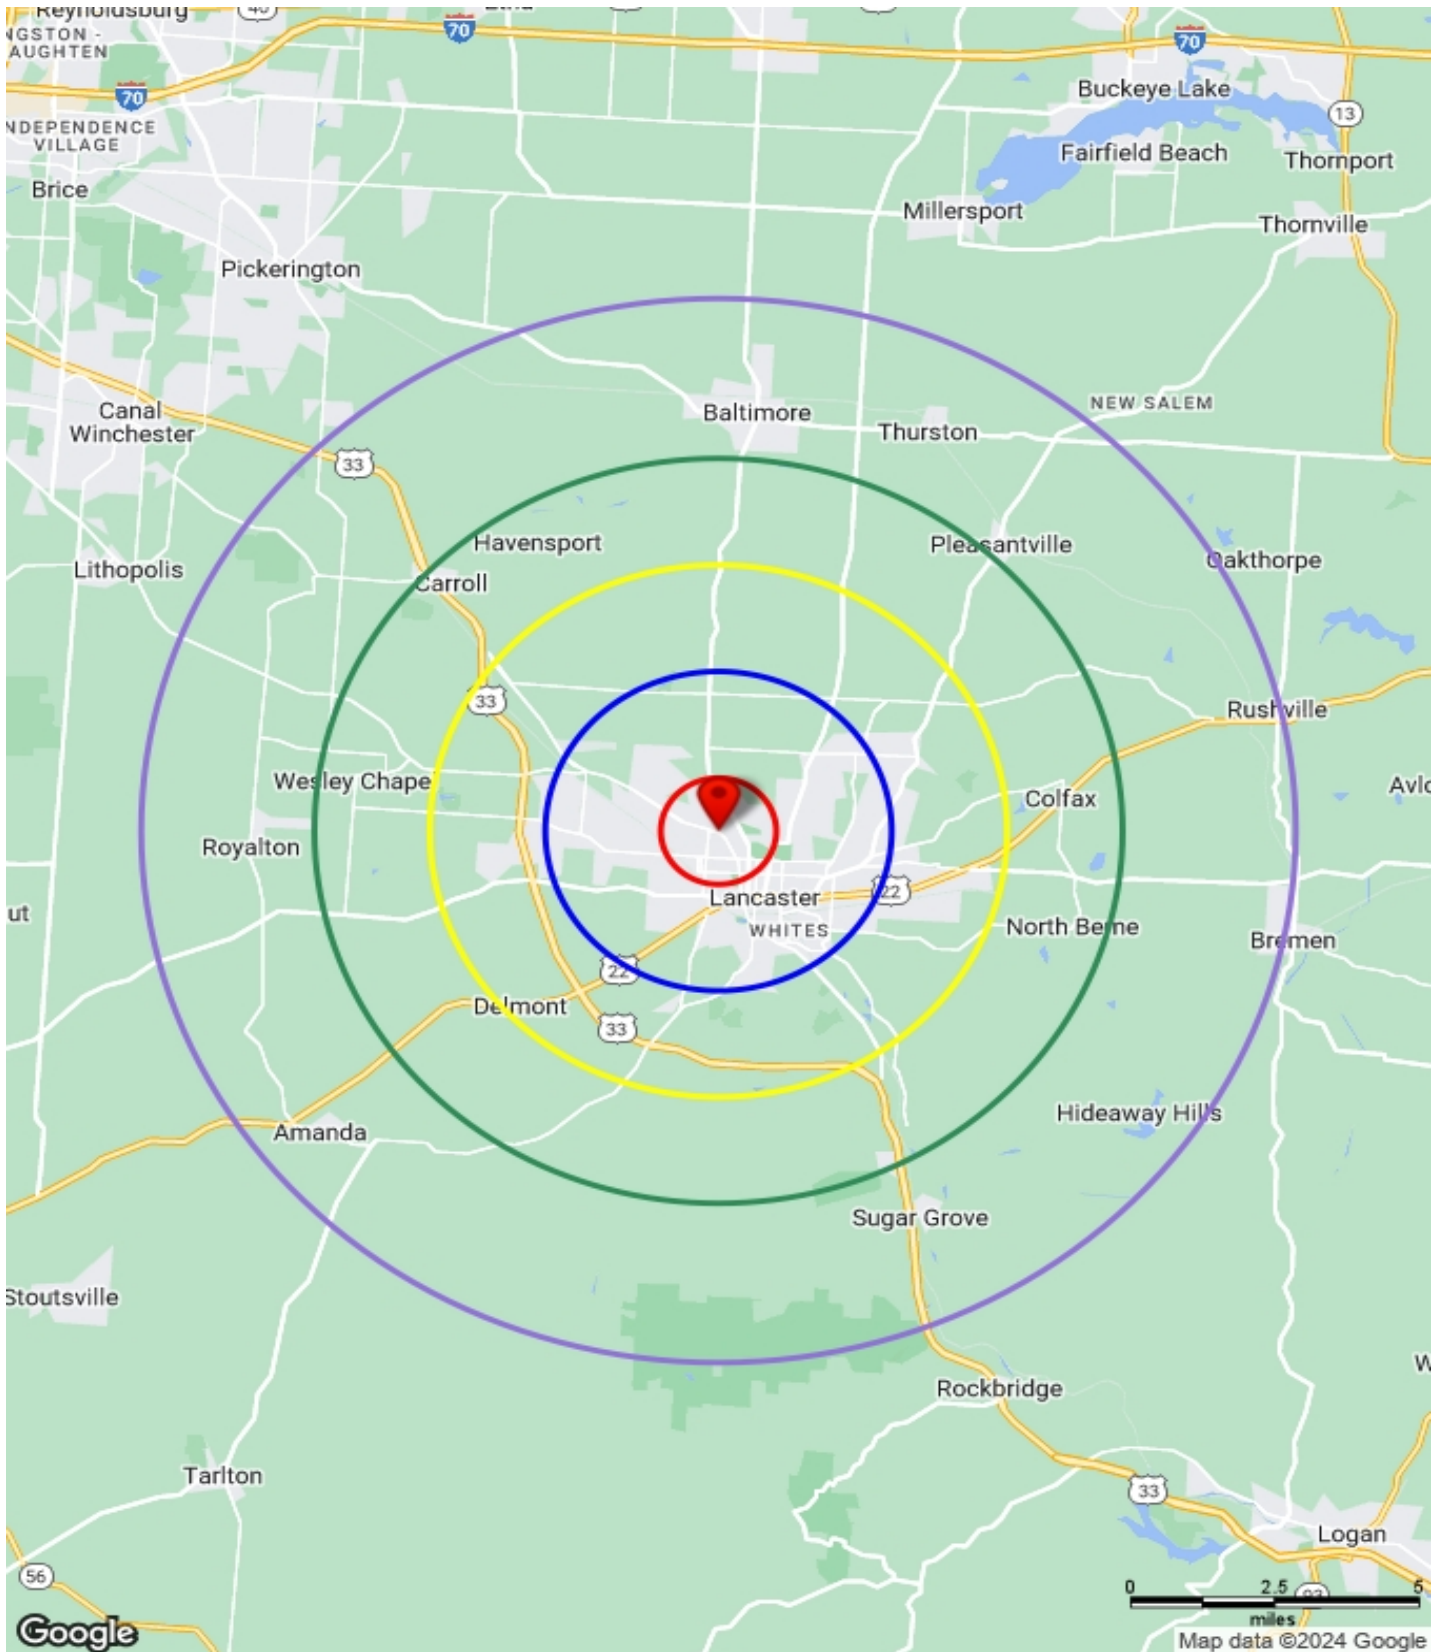 Reynoldsburg
40
70
70
NGSTON -
AUGHTEN
70
Buckeye Lake
13
NDEPENDENCE
VILLAGE
Fairfield Beach
Thornport
Brice
Millersport
Thornville
Pickerington
NEW SALEM
Canal
Winchester
Baltimore
Thurston
33
Havensport
Pleasantville
Oakthorpe
Lithopolis
Carroll
33
Rushville
Wesley Chapel
Colfax
Avlo
Royalton
22
Lancaster
ut
WHITES
North Berne
Bremen
22
Delmont
33
Amanda
Hideaway Hills
Sugar Grove
Stoutsville
W
Rockbridge
Tarlton
33
Logan
56
0 2.5 5
93
miles
Google
Map data ©2024 Google